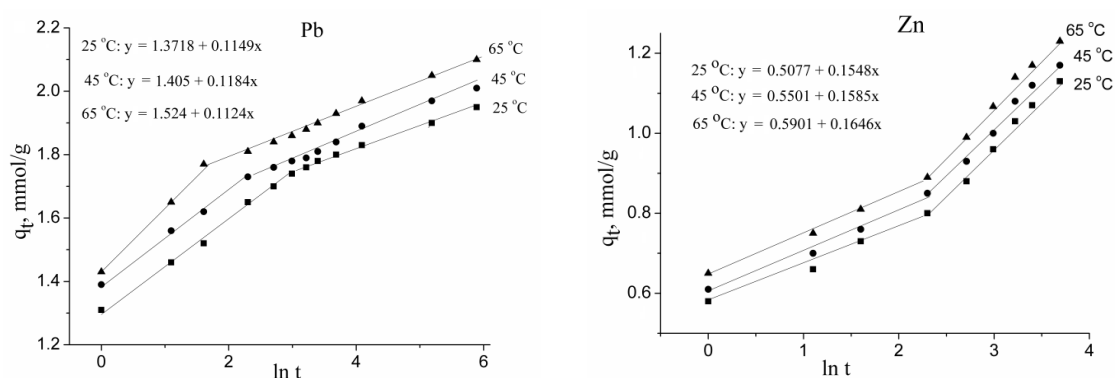 Pb
25 °C: y = 1.3718 + 0.1149x
45 °C: y = 1.405 + 0.1184x
65 °C: y = 1.524 + 0.1124x
65 °C
45 °C
25 °C
2.2
2.0
1.8
1.6
1.4
1.2
qt, mmol/g
0
2
4
6
ln t
Zn
25 °C: y = 0.5077 + 0.1548x
45 °C: y = 0.5501 + 0.1585x
65 °C: y = 0.5901 + 0.1646x
65 °C
45 °C
25 °C
1.2
1.0
0.8
0.6
qt, mmol/g
0
1
2
3
4
ln t